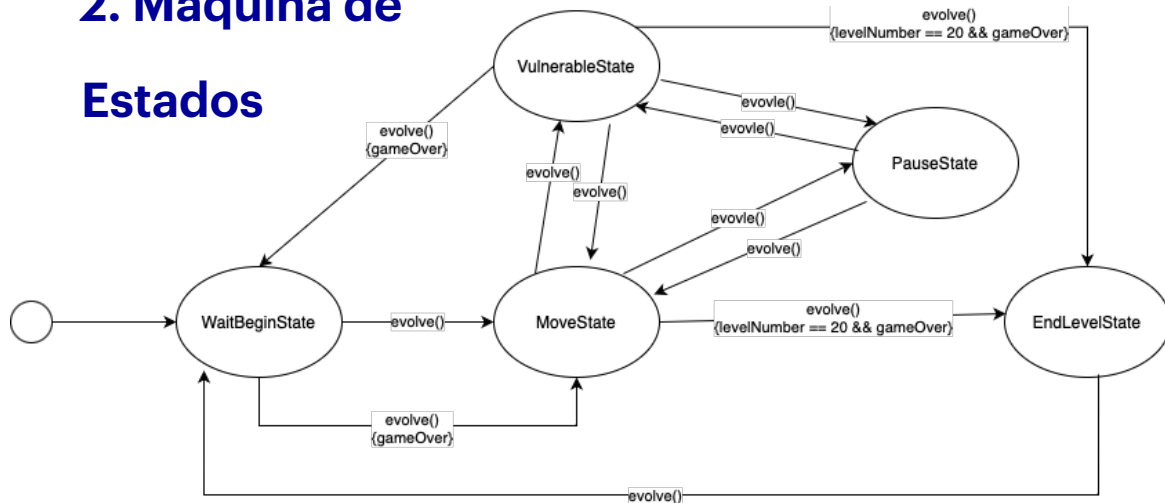 2. Máquina de
Estados
evolve()
{levelNumber == 20 && gameOver}
VulnerableState
evovle()
evovle()
evolve()
{gameOver}
PauseState
evolve()
evolve()
evovle()
evolve()
WaitBeginState
evolve()
MoveState
evolve()
{levelNumber == 20 && gameOver}
EndLevelState
evolve()
{gameOver}
evolve()